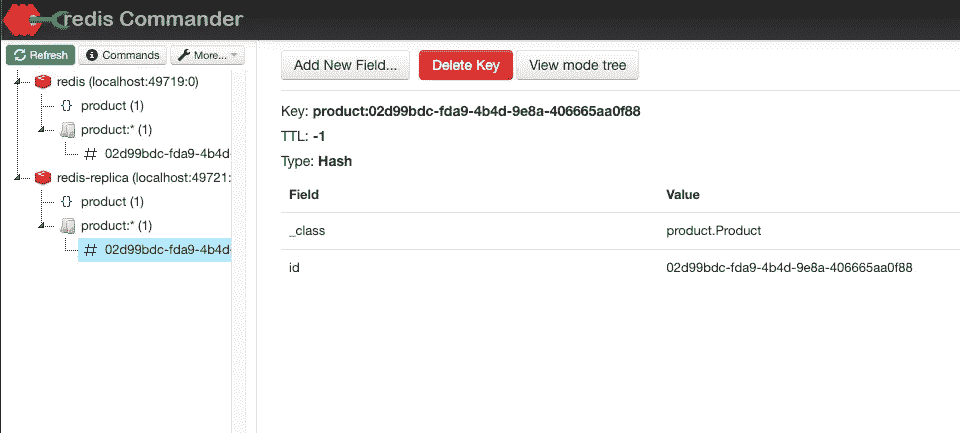 redis Commander
Refresh Commands More...
redis (localhost:49719:0)
{} product (1)
product:* (1)
# 02d99bdc-fda9-4b4d-
redis-replica (localhost:49721:
{} product (1)
product:* (1)
# 02d99bdc-fda9-4b4d-
Add New Field... Delete Key View mode tree
Key: product:02d99bdc-fda9-4b4d-9e8a-406665aa0f88
TTL: -1
Type: Hash
Field Value
_class product.Product
id 02d99bdc-fda9-4b4d-9e8a-406665aa0f88